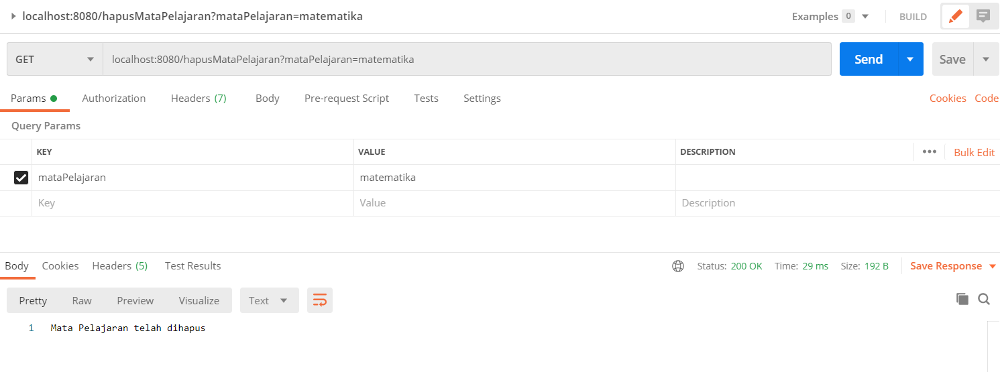 localhost:8080/hapusMataPelajaran?mataPelajaran=matematika Examples 0 BUILD
GET localhost:8080/hapusMataPelajaran?mataPelajaran=matematika Send Save
Params Authorization Headers (7) Body Pre-request Script Tests Settings Cookies Code
Query Params
KEY VALUE DESCRIPTION ••• Bulk Edit
mataPelajaran matematika
Key Value Description
Body Cookies Headers (5) Test Results Status: 200 OK Time: 29 ms Size: 192 B Save Response
Pretty Raw Preview Visualize Text
1 Mata Pelajaran telah dihapus